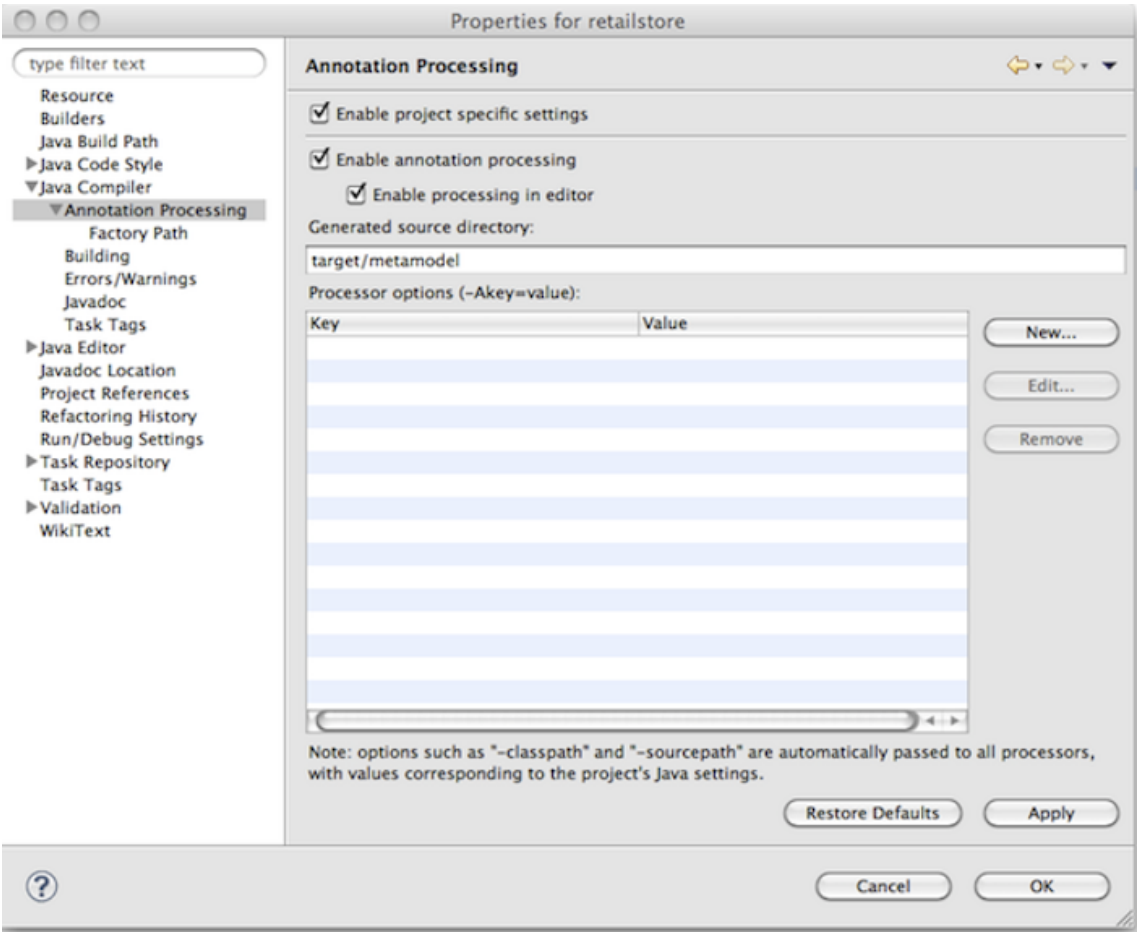 Properties for retailstore
type filter text
Resource
Builders
Java Build Path
Java Code Style
Java Compiler
Annotation Processing
Factory Path
Building
Errors/Warnings
Javadoc
Task Tags
Java Editor
Javadoc Location
Project References
Refactoring History
Run/Debug Settings
Task Repository
Task Tags
Validation
WikiText
Annotation Processing
Enable project specific settings
Enable annotation processing
Enable processing in editor
Generated source directory:
target/metamodel
Processor options (-Akey=value):
Key Value
New...
Edit...
Remove
Note: options such as "-classpath" and "-sourcepath" are automatically passed to all processors,
with values corresponding to the project's Java settings.
Restore Defaults Apply
? Cancel OK